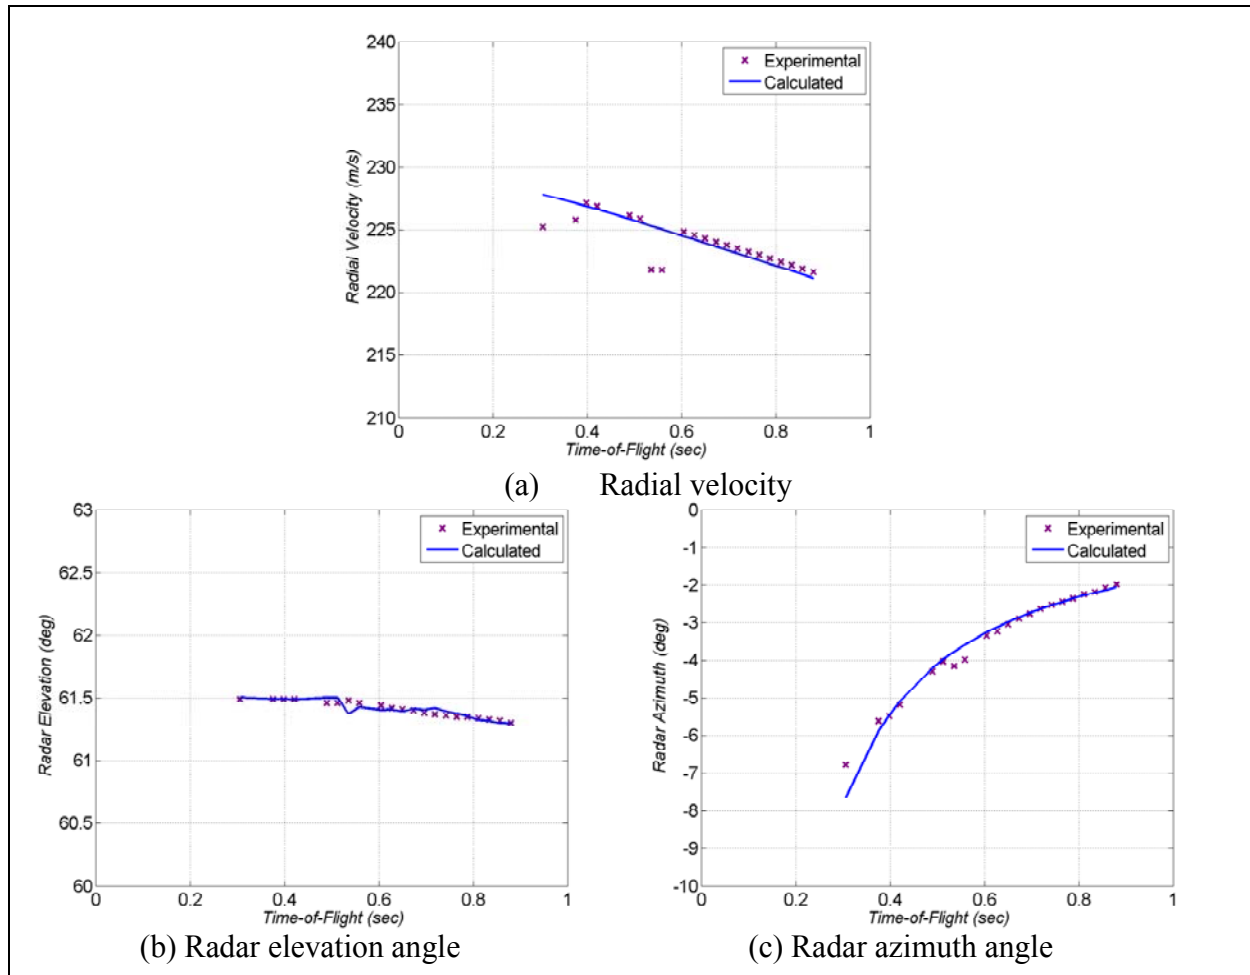 240
235
230
225
220
215
210
Radial Velocity (m/s)
Experimental
Calculated
0 0.2 0.4 0.6 0.8 1
Time-of-Flight (sec)
(a) Radial velocity
63
62.5
62
61.5
61
60.5
60
Radar Elevation (deg)
Experimental
Calculated
0 0.2 0.4 0.6 0.8 1
Time-of-Flight (sec)
(b) Radar elevation angle
0
-1
-2
-3
-4
-5
-6
-7
-8
-9
-10
Radar Azimuth (deg)
Experimental
Calculated
0 0.2 0.4 0.6 0.8 1
Time-of-Flight (sec)
(c) Radar azimuth angle